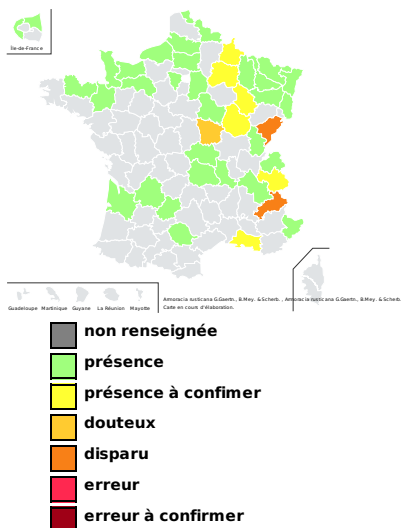 Île-de-France
Guadeloupe Martinique Guyane La Réunion Mayotte
Armoracia rusticana G.Gaertn., B.Mey. & Scherb. , Armoracia rusticana G.Gaertn., B.Mey. & Scherb.
Carte en cours d'élaboration.
non renseignée
présence
présence à confimer
douteux
disparu
erreur
erreur à confirmer